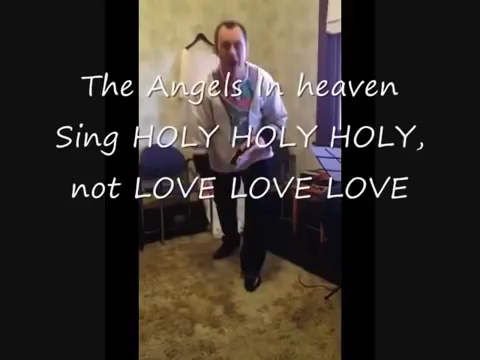 The Angels In heaven
Sing HOLY HOLY HOLY,
not LOVE LOVE LOVE